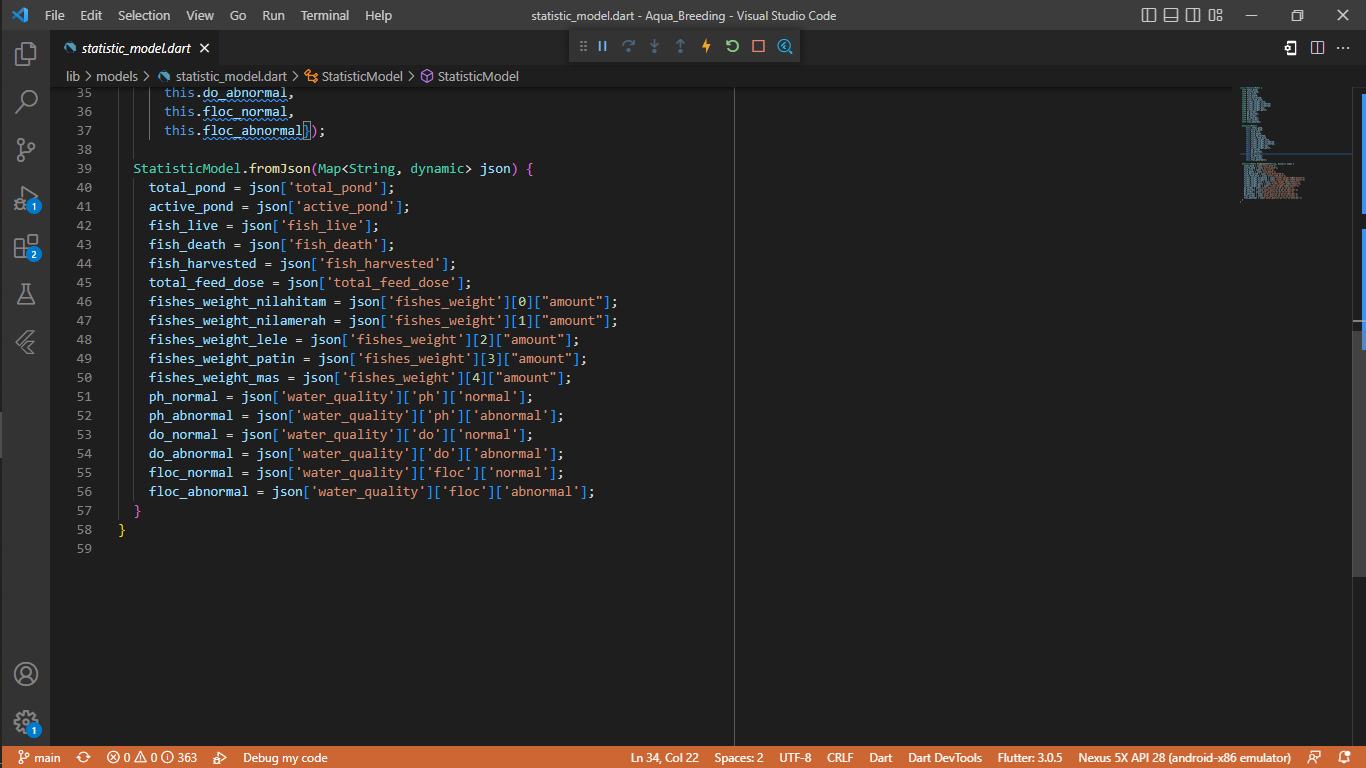 File Edit Selection View Go Run Terminal Help
statistic_model.dart - Aqua_Breeding - Visual Studio Code
statistic_model.dart
lib > models > statistic_model.dart > StatisticModel > StatisticModel
35 this.do_abnormal,
36 this.floc_normal,
37 this.floc_abnormal});
38
39 StatisticModel.fromJson(Map<String, dynamic> json) {
40 total_pond = json['total_pond'];
41 active_pond = json['active_pond'];
42 fish_live = json['fish_live'];
43 fish_death = json['fish_death'];
44 fish_harvested = json['fish_harvested'];
45 total_feed_dose = json['total_feed_dose'];
46 fishes_weight_nilahitam = json['fishes_weight'][0]["amount"];
47 fishes_weight_nilamerah = json['fishes_weight'][1]["amount"];
48 fishes_weight_lele = json['fishes_weight'][2]["amount"];
49 fishes_weight_patin = json['fishes_weight'][3]["amount"];
50 fishes_weight_mas = json['fishes_weight'][4]["amount"];
51 ph_normal = json['water_quality']['ph']['normal'];
52 ph_abnormal = json['water_quality']['ph']['abnormal'];
53 do_normal = json['water_quality']['do']['normal'];
54 do_abnormal = json['water_quality']['do']['abnormal'];
55 floc_normal = json['water_quality']['floc']['normal'];
56 floc_abnormal = json['water_quality']['floc']['abnormal'];
57 }
58 }
59
1
2
1
main 0 0 363 Debug my code Ln 34, Col 22 Spaces: 2 UTF-8 CRLF Dart Dart DevTools Flutter: 3.0.5 Nexus 5X API 28 (android-x86 emulator)